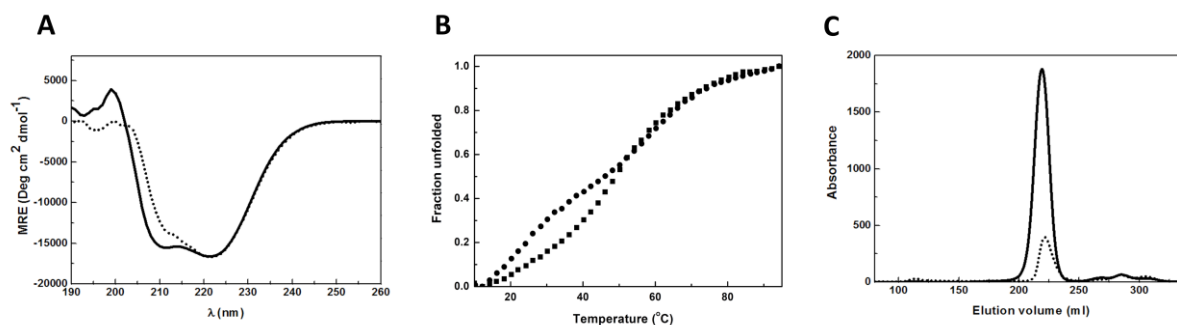 A
5000
0
-5000
-10000
-15000
-20000
MRE (Deg cm² dmol⁻¹)
190 200 210 220 230 240 250 260
λ (nm)
B
1.0
0.8
0.6
0.4
0.2
0.0
Fraction unfolded
20 40 60 80
Temperature (°C)
C
2000
1500
1000
500
0
Absorbance
100 150 200 250 300
Elution volume (ml)